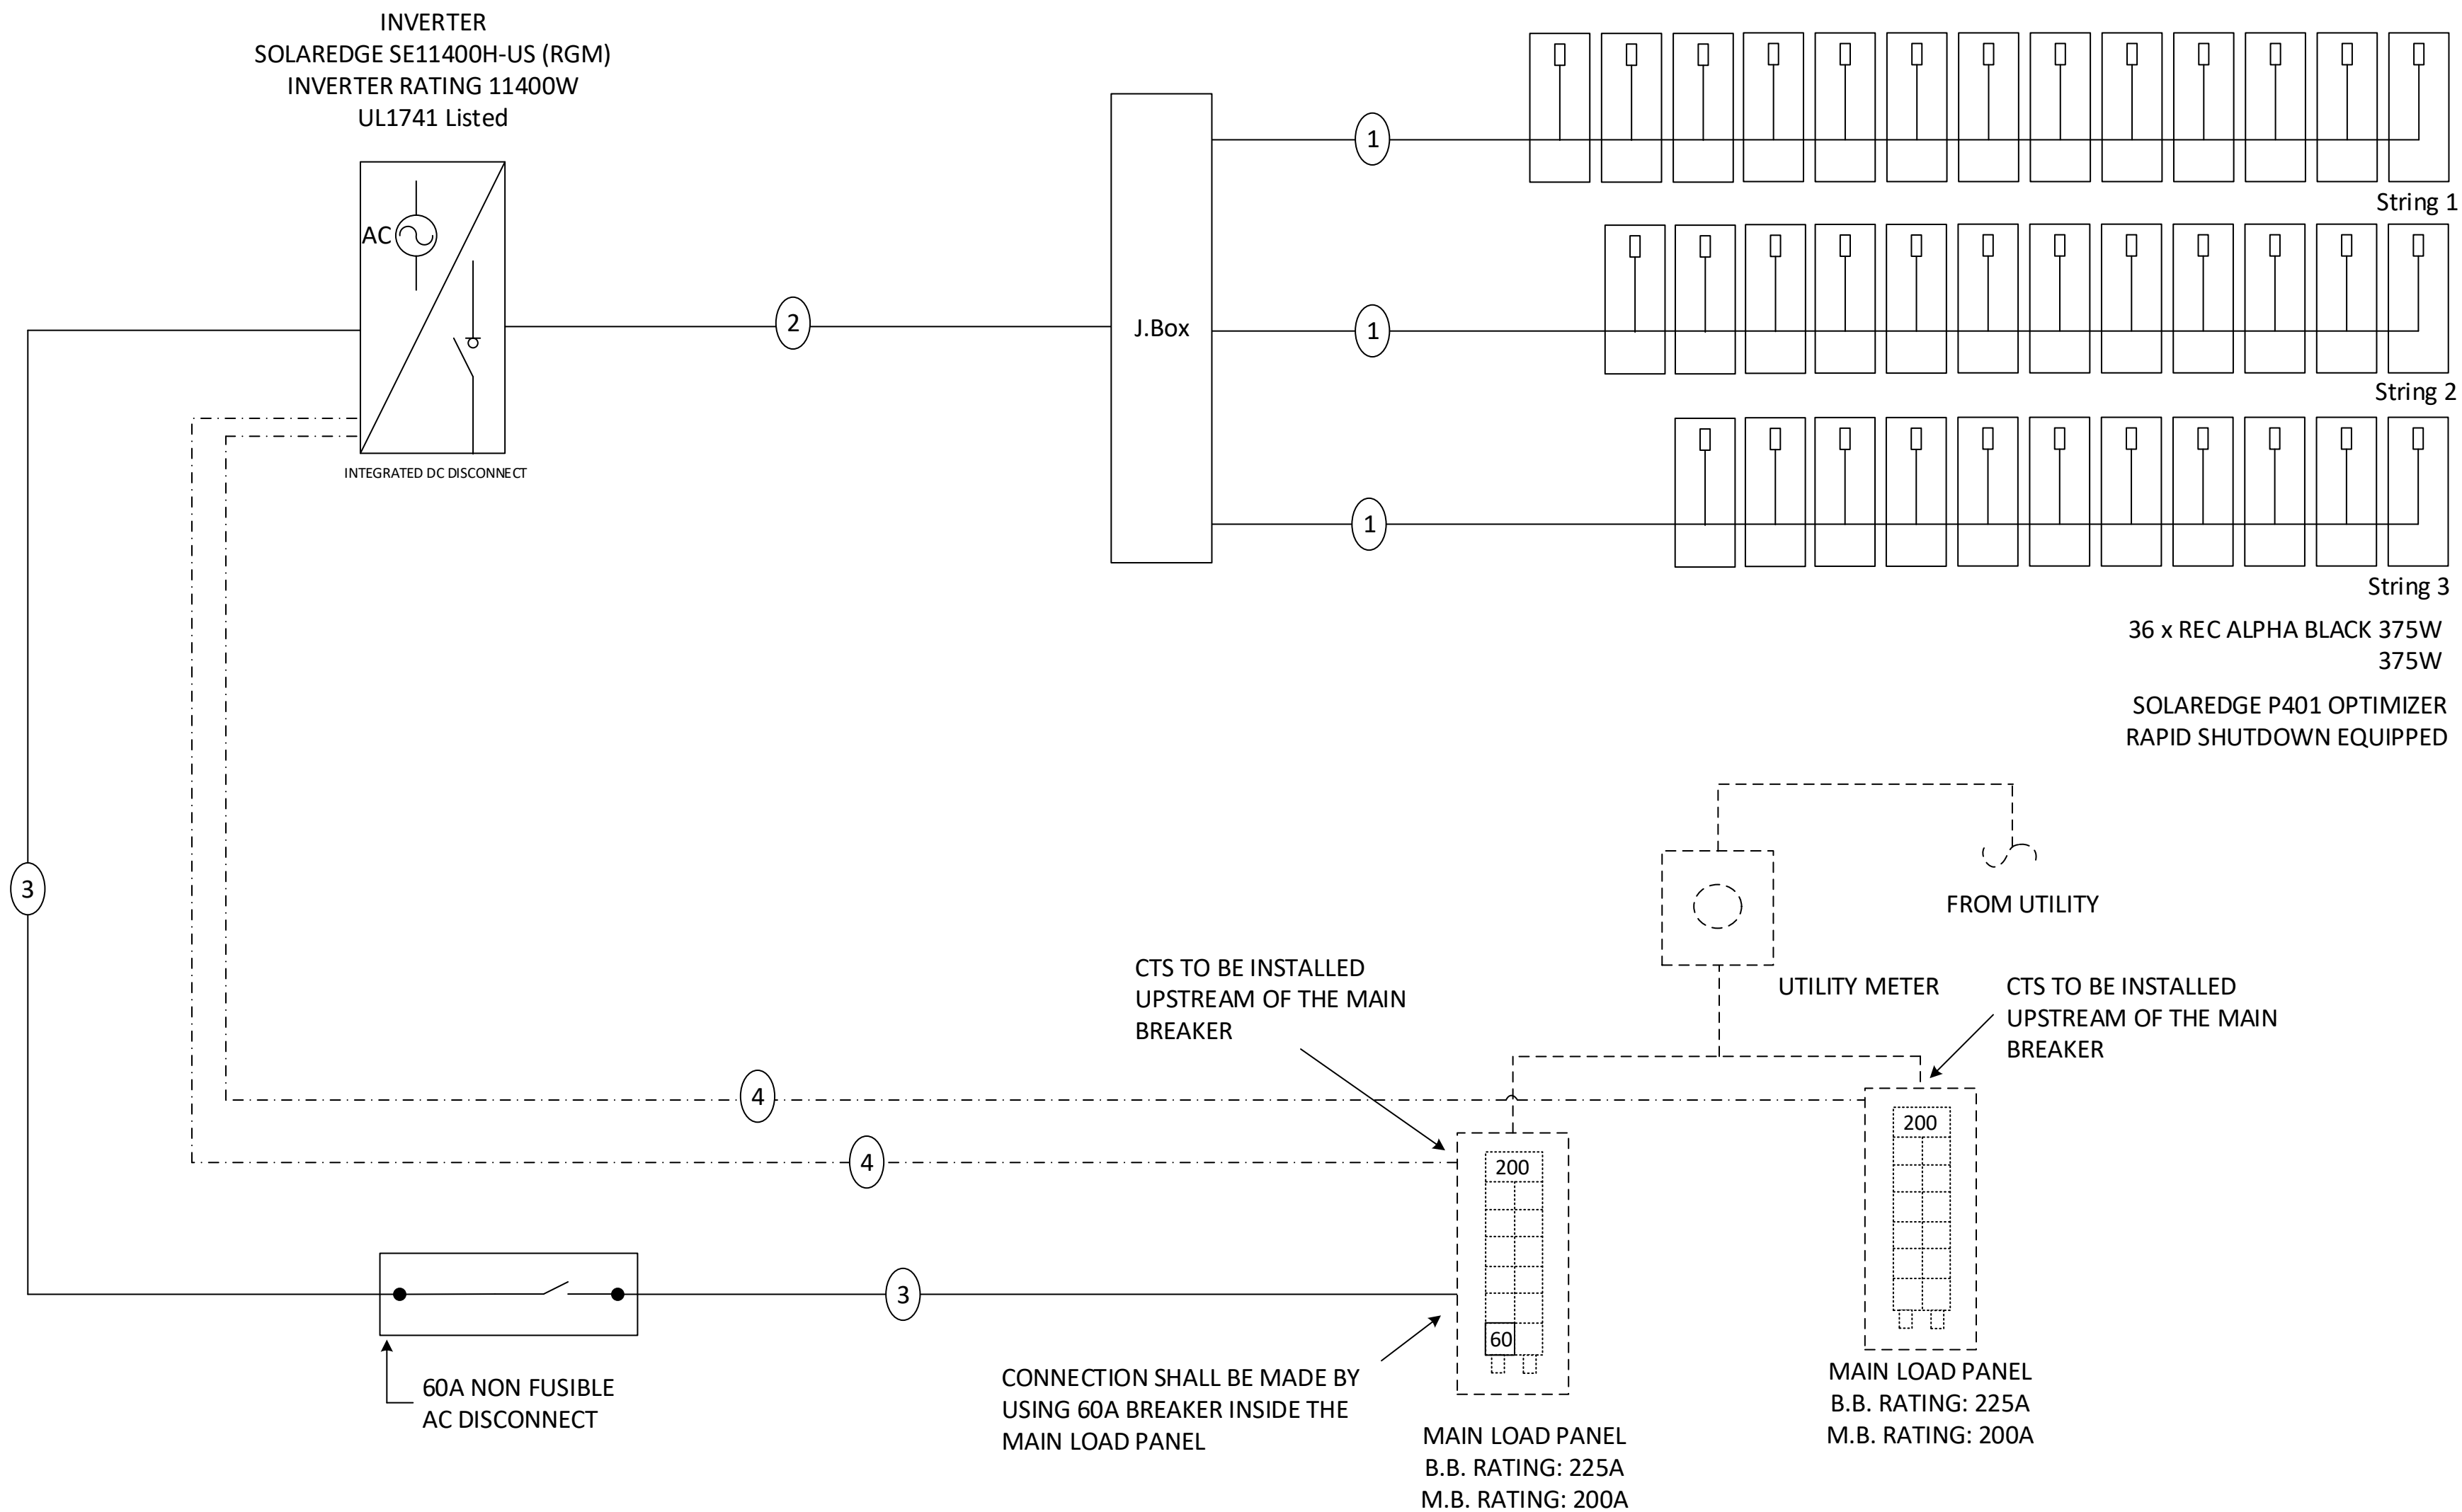 INVERTER
SOLAREDGE SE11400H-US (RGM)
INVERTER RATING 11400W
UL1741 Listed
AC
INTEGRATED DC DISCONNECT
2
J.Box
1
1
1
String 1
String 2
String 3
36 x REC ALPHA BLACK 375W
375W
SOLAREDGE P401 OPTIMIZER
RAPID SHUTDOWN EQUIPPED
3
FROM UTILITY
UTILITY METER
CTS TO BE INSTALLED
UPSTREAM OF THE MAIN
BREAKER
CTS TO BE INSTALLED
UPSTREAM OF THE MAIN
BREAKER
4
4
200
200
3
60
60A NON FUSIBLE
AC DISCONNECT
CONNECTION SHALL BE MADE BY
USING 60A BREAKER INSIDE THE
MAIN LOAD PANEL
MAIN LOAD PANEL
B.B. RATING: 225A
M.B. RATING: 200A
MAIN LOAD PANEL
B.B. RATING: 225A
M.B. RATING: 200A